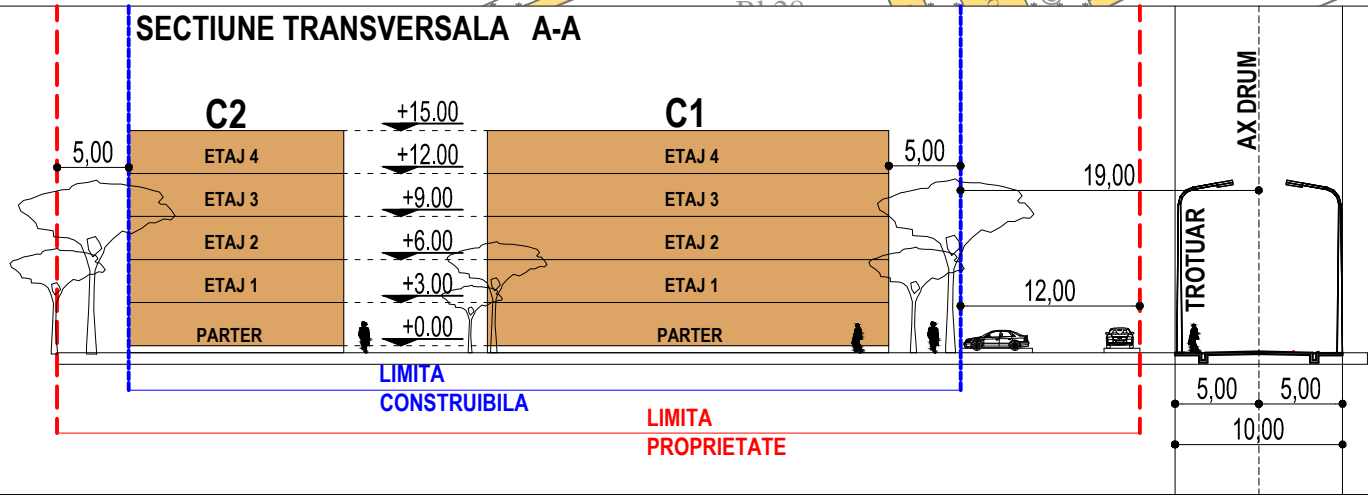 Bl.28
SECTIUNE TRANSVERSALA A-A
C2
C1
+15.00
+12.00
+9.00
+6.00
+3.00
+0.00
5,00
ETAJ 4
ETAJ 3
ETAJ 2
ETAJ 1
PARTER
ETAJ 4
ETAJ 3
ETAJ 2
ETAJ 1
PARTER
5,00
19,00
12,00
AX DRUM
TROTUAR
LIMITA
CONSTRUIBILA
LIMITA
PROPRIETATE
5,00
5,00
10,00